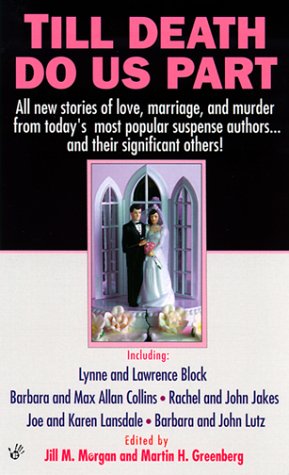 TILL DEATH
DO US PART
All new stories of love, marriage, and murder
from today's most popular suspense authors...
and their significant others!
Including:
Lynne and Lawrence Block
Barbara and Max Allan Collins • Rachel and John Jakes
Joe and Karen Lansdale • Barbara and John Lutz
Edited by
Jill M. Morgan and Martin H. Greenberg